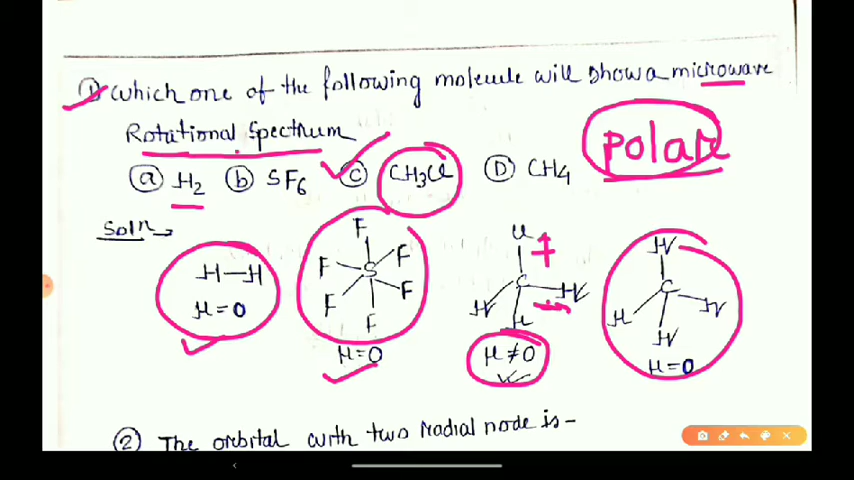 ① Which one of the following molecule will show a microwave
Rotational Spectrum
polar
ⓐ H2 ⓑ SF6 ⓒ CH3Cl Ⓓ CH4
Soln →
H—H
μ=0
F
F F
S
F F
F
μ=0
Cl
C
H H
H
μ≠0
H
C
H H
H
μ=0
② The orbital with two radial node is-